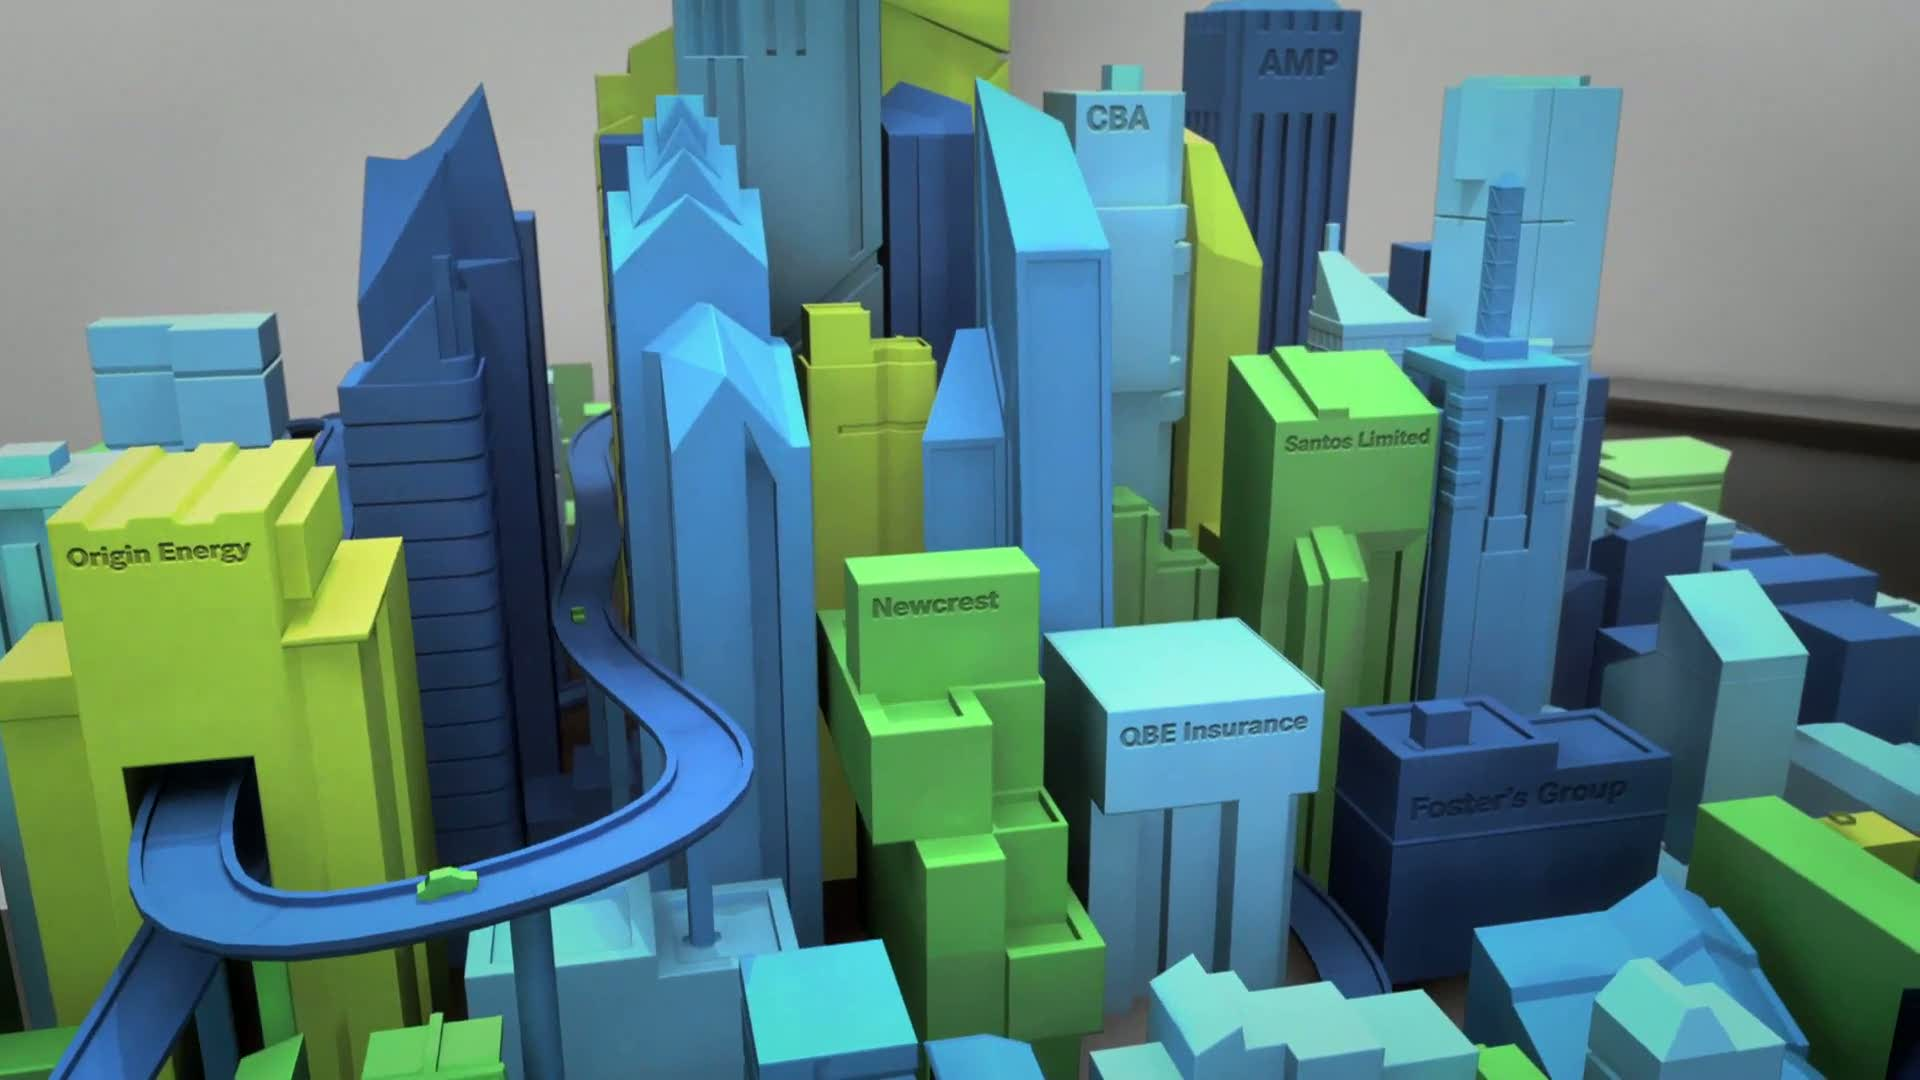 AMP
CBA
Santos Limited
Origin Energy
Newcrest
QBE Insurance
Foster's Group